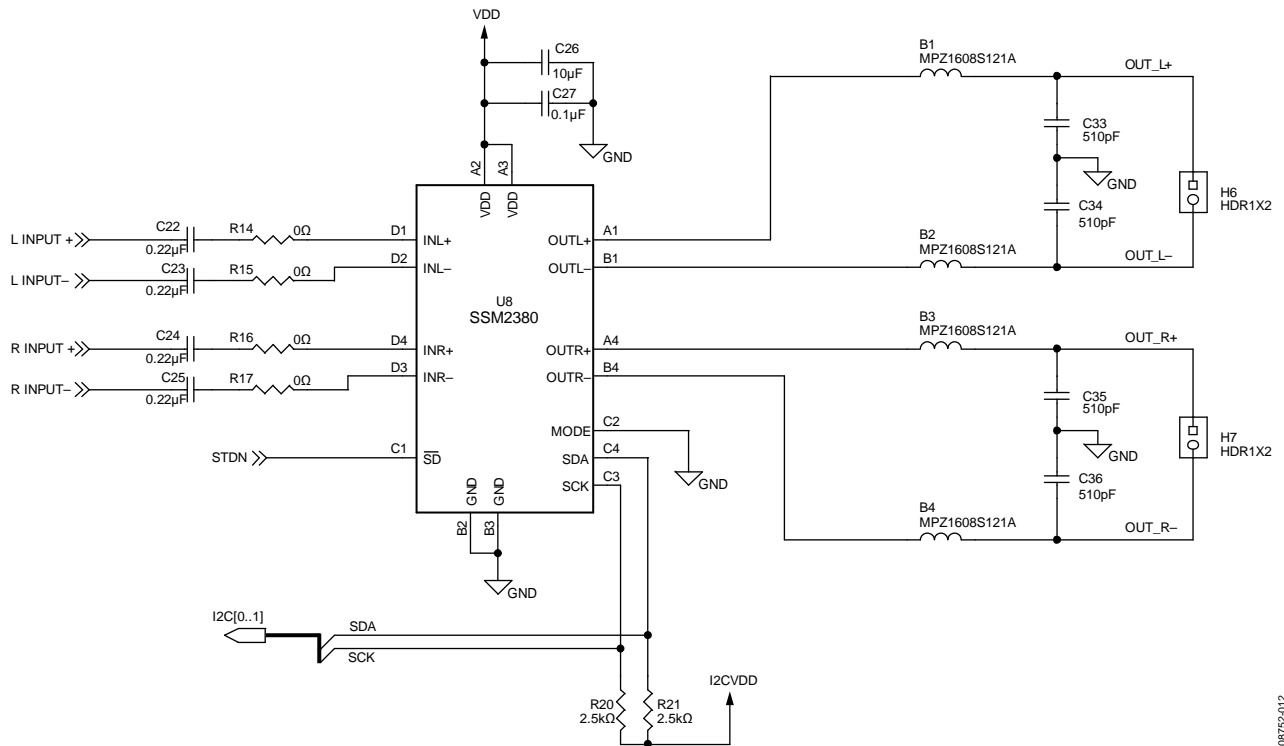 VDD
C26
10µF
C27
0.1µF
GND
A2
A3
VDD
VDD
B1
MPZ1608S121A
OUT_L+
C33
510pF
GND
C34
510pF
H6
HDR1X2
B2
MPZ1608S121A
OUT_L–
L INPUT +
C22
0.22µF
R14
0Ω
D1
INL+
L INPUT–
C23
0.22µF
R15
0Ω
D2
INL–
R INPUT +
C24
0.22µF
R16
0Ω
D4
INR+
R INPUT–
C25
0.22µF
R17
0Ω
D3
INR–
STDN
C1
SD
U8
SSM2380
OUTL+
A1
OUTL–
B1
OUTR+
A4
OUTR–
B4
MODE
C2
SDA
C4
SCK
C3
GND
GND
B2
B3
GND
GND
B3
MPZ1608S121A
OUT_R+
C35
510pF
GND
C36
510pF
H7
HDR1X2
B4
MPZ1608S121A
OUT_R–
I2C[0..1]
SDA
SCK
R20
2.5kΩ
R21
2.5kΩ
I2CVDD
08752-012